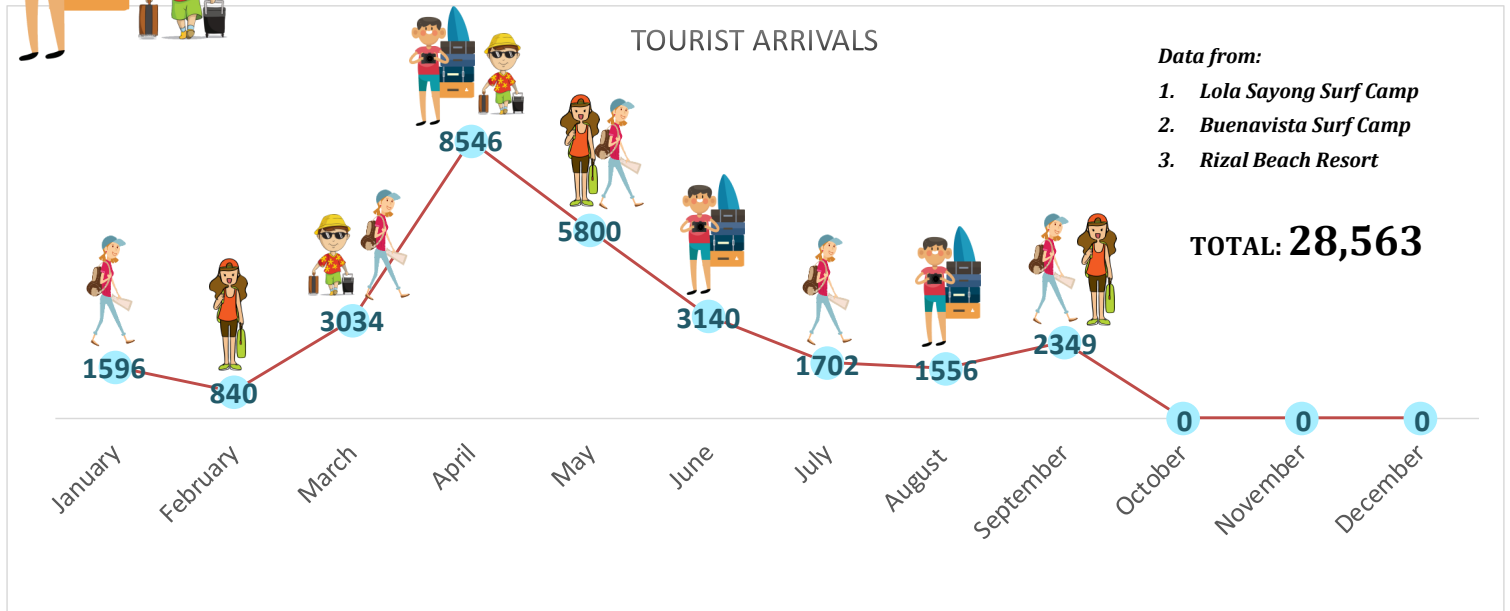 TOURIST ARRIVALS
Data from:
1. Lola Sayong Surf Camp
2. Buenavista Surf Camp
3. Rizal Beach Resort
TOTAL: 28,563
1596
840
3034
8546
5800
3140
1702
1556
2349
0
0
0
January
February
March
April
May
June
July
August
September
October
November
December